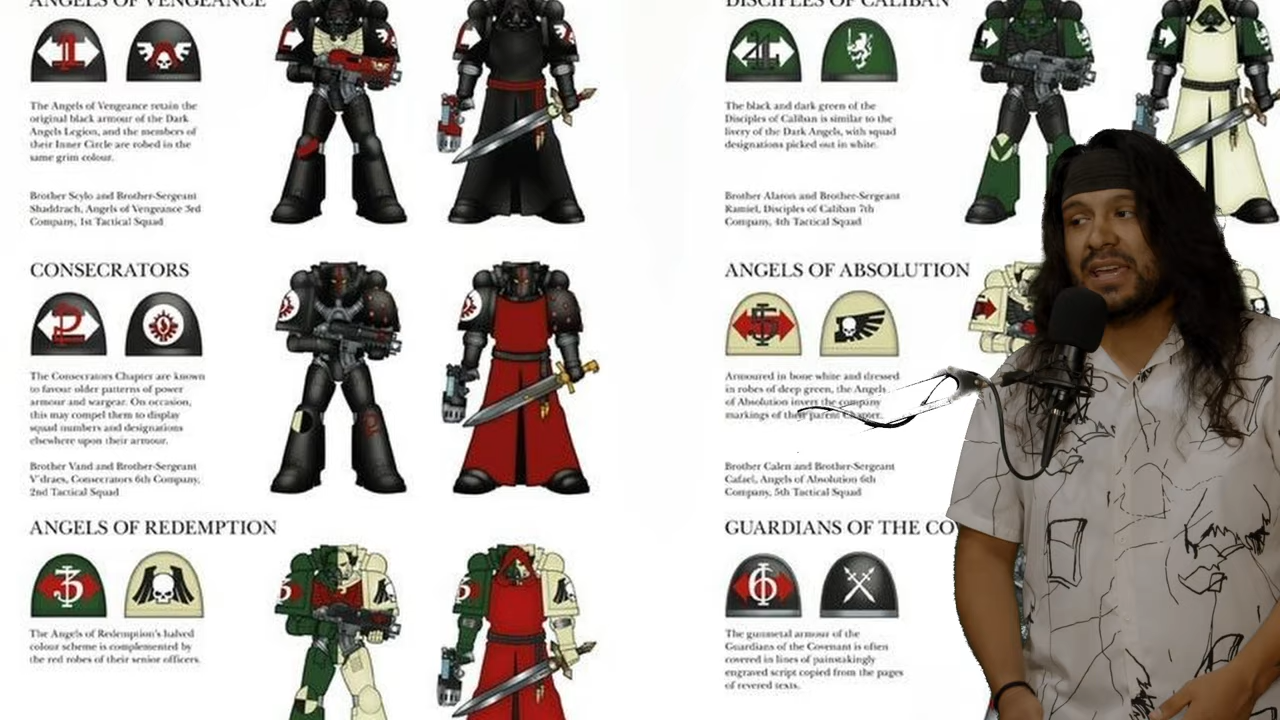 ANGELS OF VENGEANCE
The Angels of Vengeance retain the
original black armour of the Dark
Angels Legion, and the members of
their Inner Circle are robed in the
same grim colour.
Brother Scylo and Brother-Sergeant
Shaddrach, Angels of Vengeance 3rd
Company, 1st Tactical Squad
CONSECRATORS
2
The Consecrators Chapter are known
to favour older patterns of power
armour and wargear. On occasion,
this may compel them to display
squad numbers and designations
elsewhere upon their armour.
Brother Vand and Brother-Sergeant
V'draes, Consecrators 6th Company,
2nd Tactical Squad
ANGELS OF REDEMPTION
3
The Angels of Redemption's halved
colour scheme is complemented by
the red robes of their senior officers.
DISCIPLES OF CALIBAN
4
The black and dark green of the
Disciples of Caliban is similar to the
livery of the Dark Angels, with squad
designations picked out in white.
Brother Alaron and Brother-Sergeant
Ramiel, Disciples of Caliban 7th
Company, 4th Tactical Squad
ANGELS OF ABSOLUTION
5
Armoured in bone white and dressed
in robes of deep green, the Angels
of Absolution invert the company
markings of their parent Chapter.
Brother Calen and Brother-Sergeant
Cafael, Angels of Absolution 6th
Company, 5th Tactical Squad
GUARDIANS OF THE CO
6
The gunmetal armour of the
Guardians of the Covenant is often
covered in lines of painstakingly
engraved script copied from the pages
of revered texts.